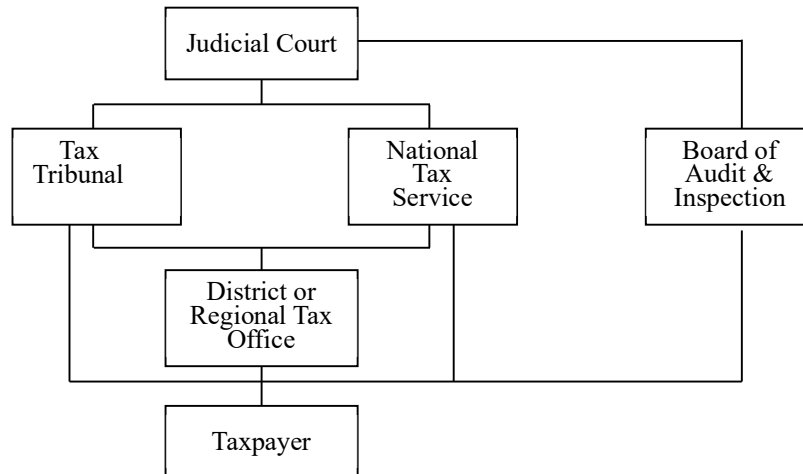 Judicial Court
Tax
Tribunal
National
Tax
Service
Board of
Audit &
Inspection
District or
Regional Tax
Office
Taxpayer